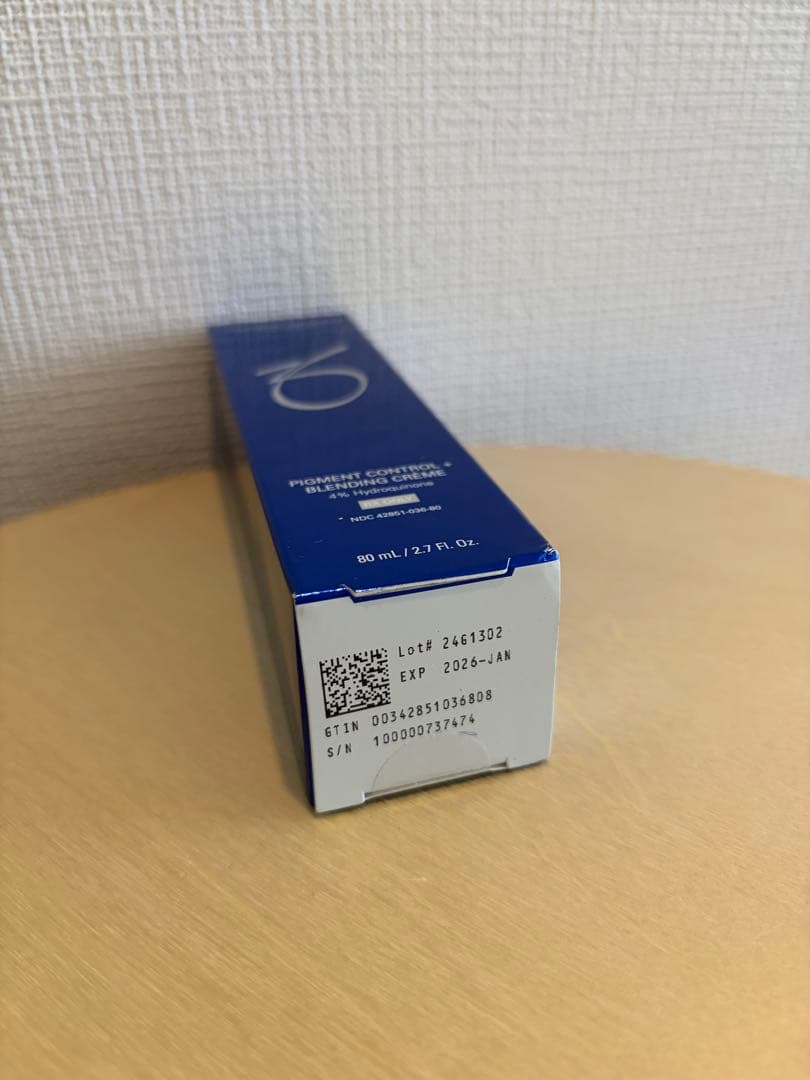 PIGMENT CONTROL +
BLENDING CRÈME
4% Hydroquinone
RX ONLY
NDC 42851-036-80
80 mL / 2.7 Fl. Oz.
Lot# 2461302
EXP 2026-JAN
GTIN 00342851036808
S/N 100000737474